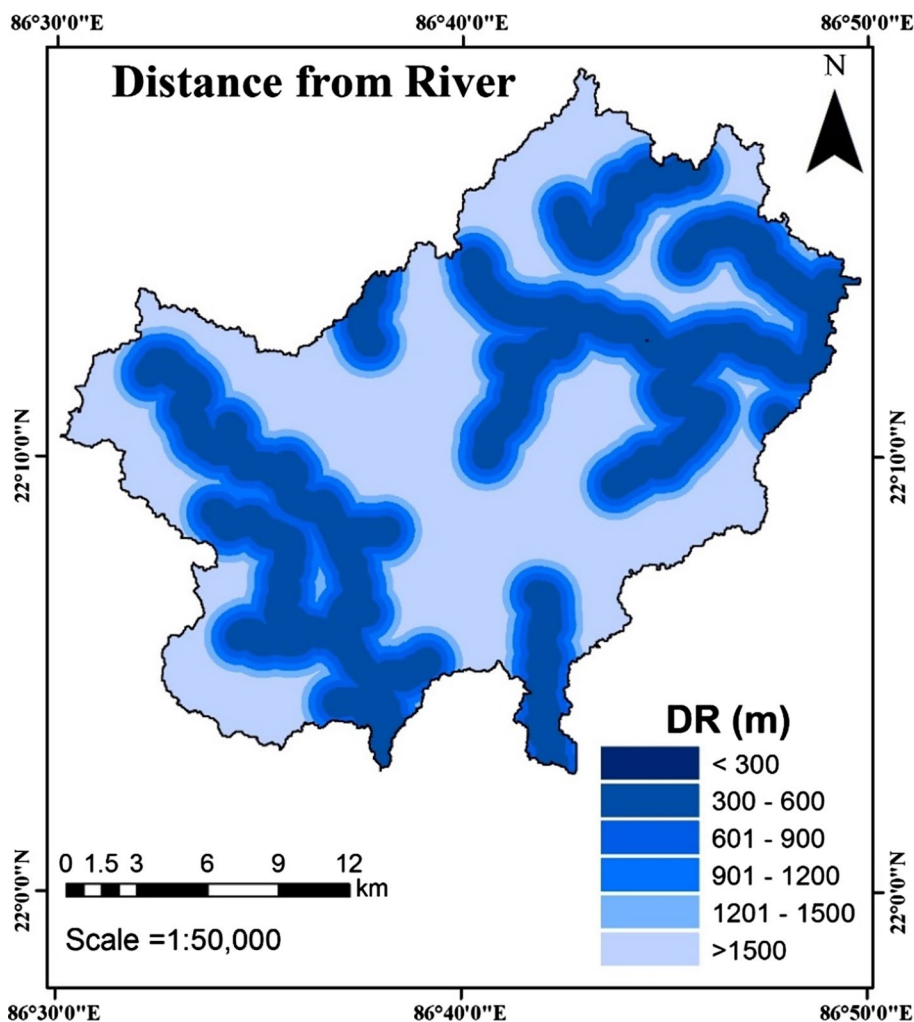 86°30'0"E 86°40'0"E 86°50'0"E
Distance from River
N
22°10'0"N 22°10'0"N
DR (m)
< 300
300 - 600
601 - 900
901 - 1200
1201 - 1500
>1500
0 1.5 3 6 9 12
km
Scale =1:50,000
22°0'0"N 22°0'0"N
86°30'0"E 86°40'0"E 86°50'0"E